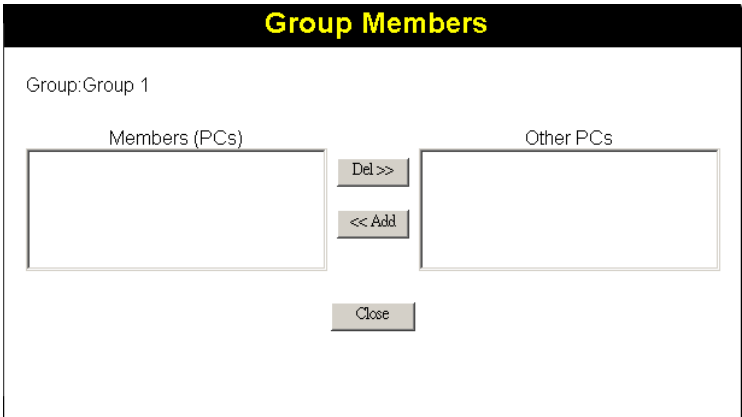 Group Members
Group:Group 1
Members (PCs)
Other PCs
Del >>
<< Add
Close